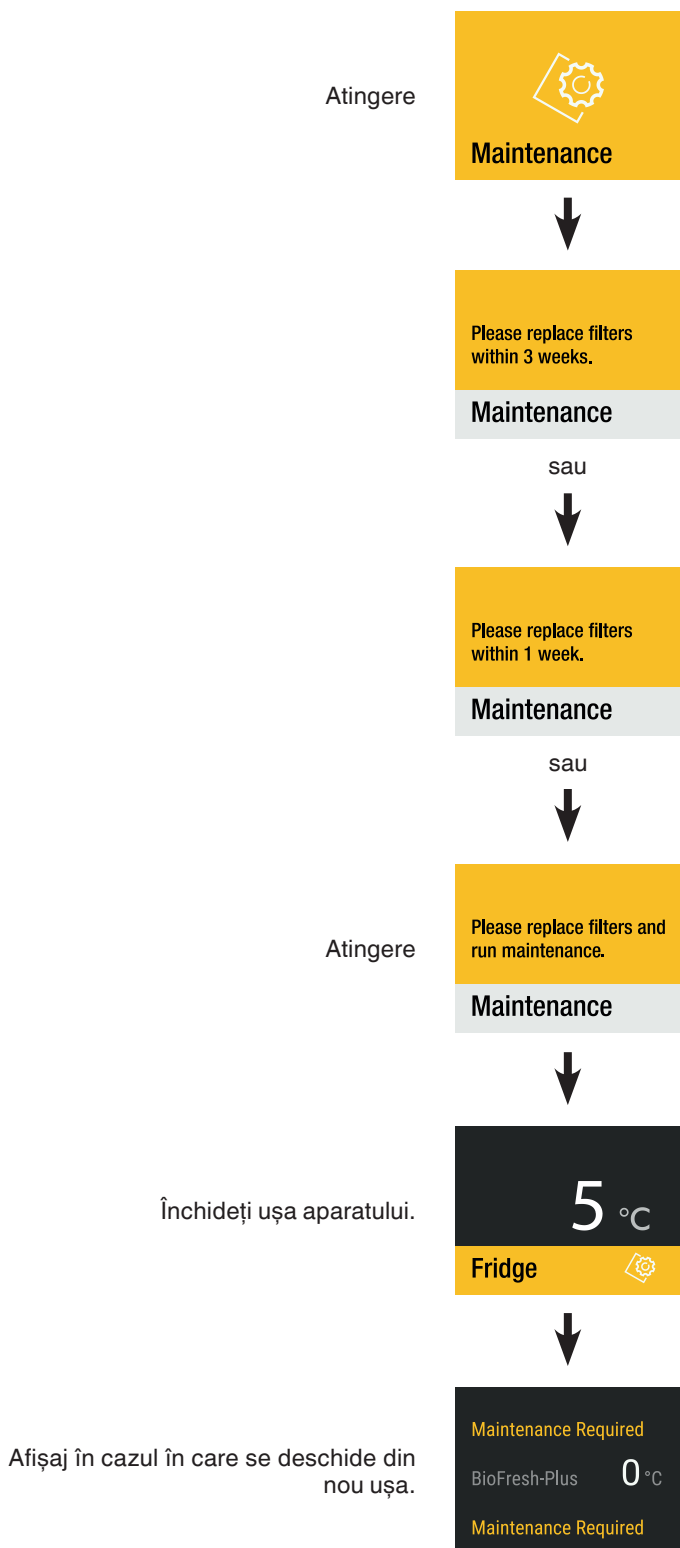 Atingere
Maintenance
Please replace filters
within 3 weeks.
Maintenance
sau
Please replace filters
within 1 week.
Maintenance
sau
Atingere
Please replace filters and
run maintenance.
Maintenance
Închideți ușa aparatului.
5 °C
Fridge
Afișaj în cazul în care se deschide din
nou ușa.
Maintenance Required
BioFresh-Plus 0 °C
Maintenance Required